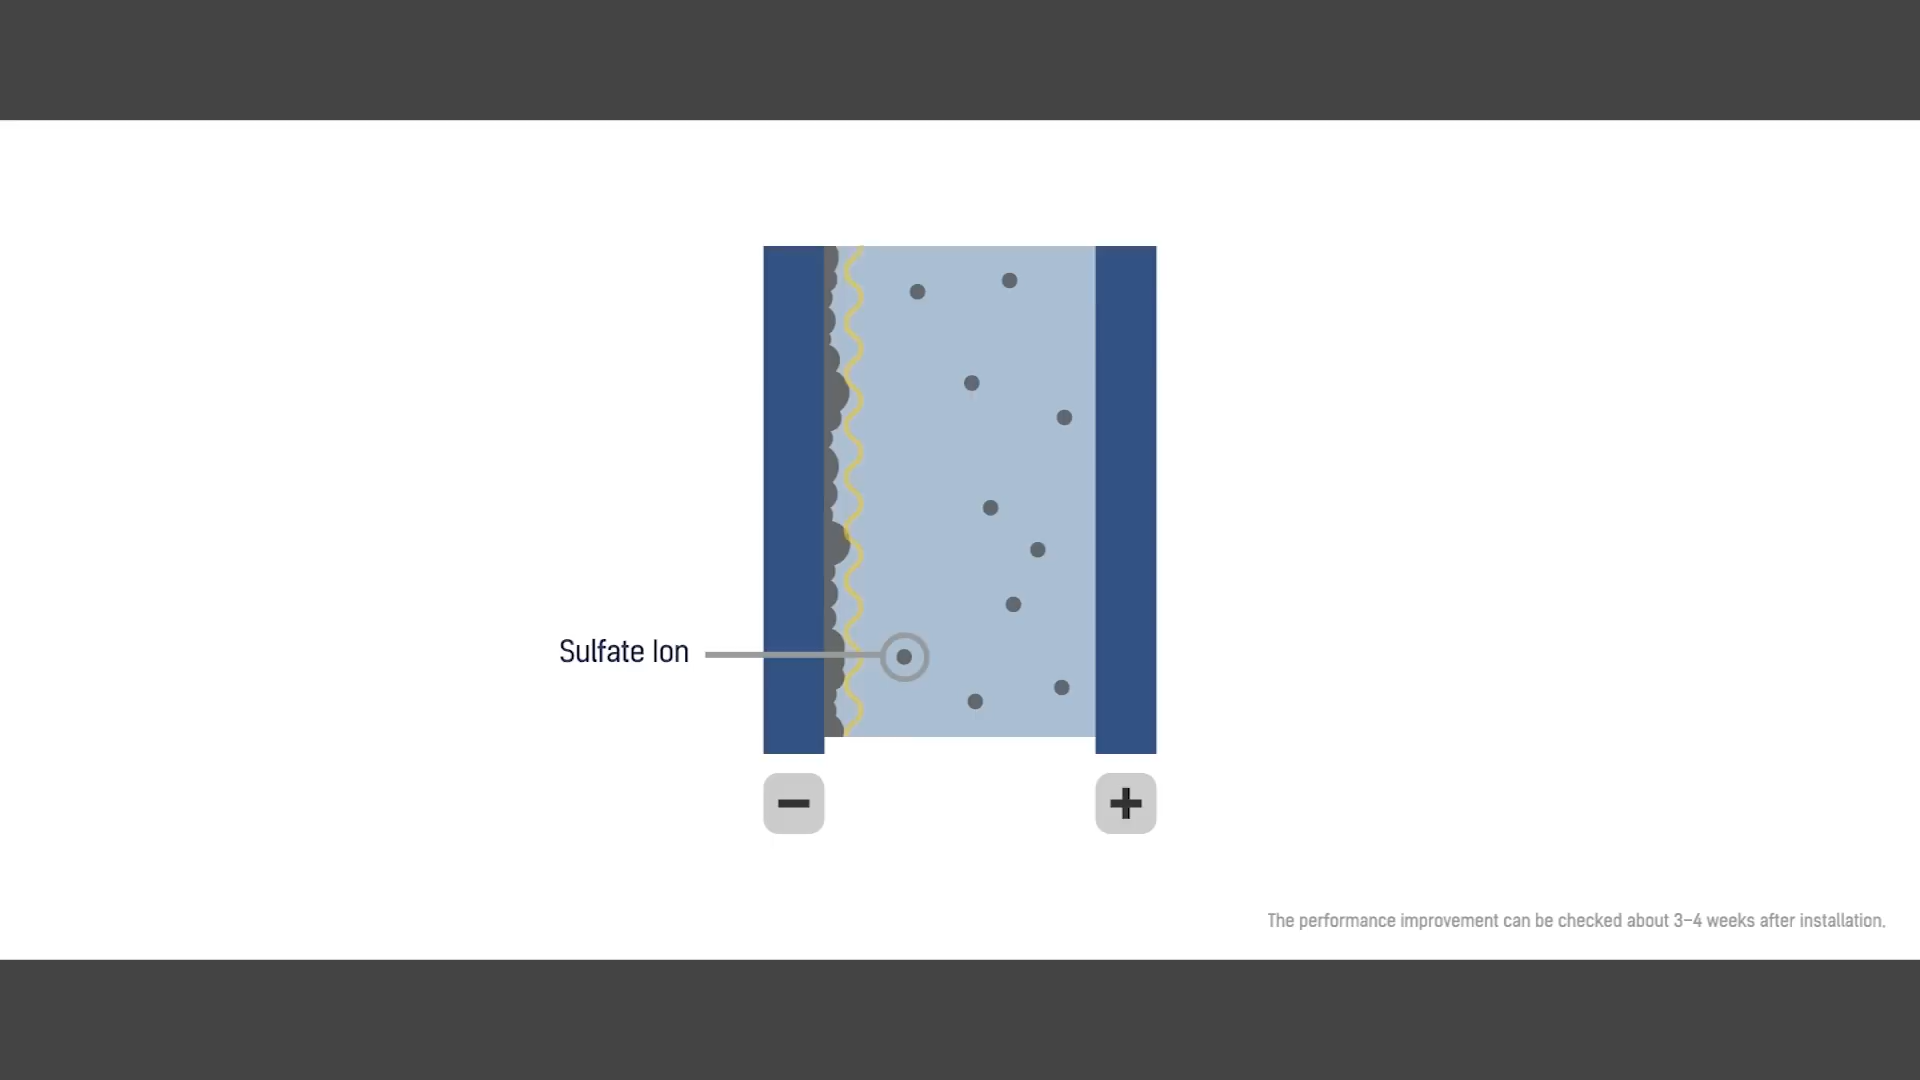 Sulfate Ion
− +
The performance improvement can be checked about 3–4 weeks after installation.